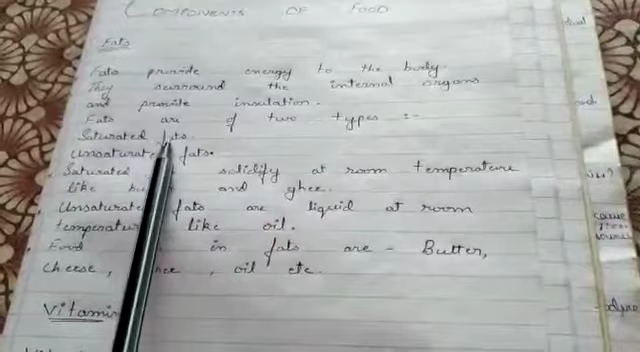 COMPONENTS OF FOOD
Fats
Fats provide energy to the body.
They surround the internal organs
and provide insulation.
Fats are of two types :-
Saturated fats.
Unsaturated fats.
Saturated solidify at room temperature
like and ghee.
Unsaturated fats are liquid at room
temperature like oil.
Food in fats are - Butter,
cheese, , oil etc.
Vitamin